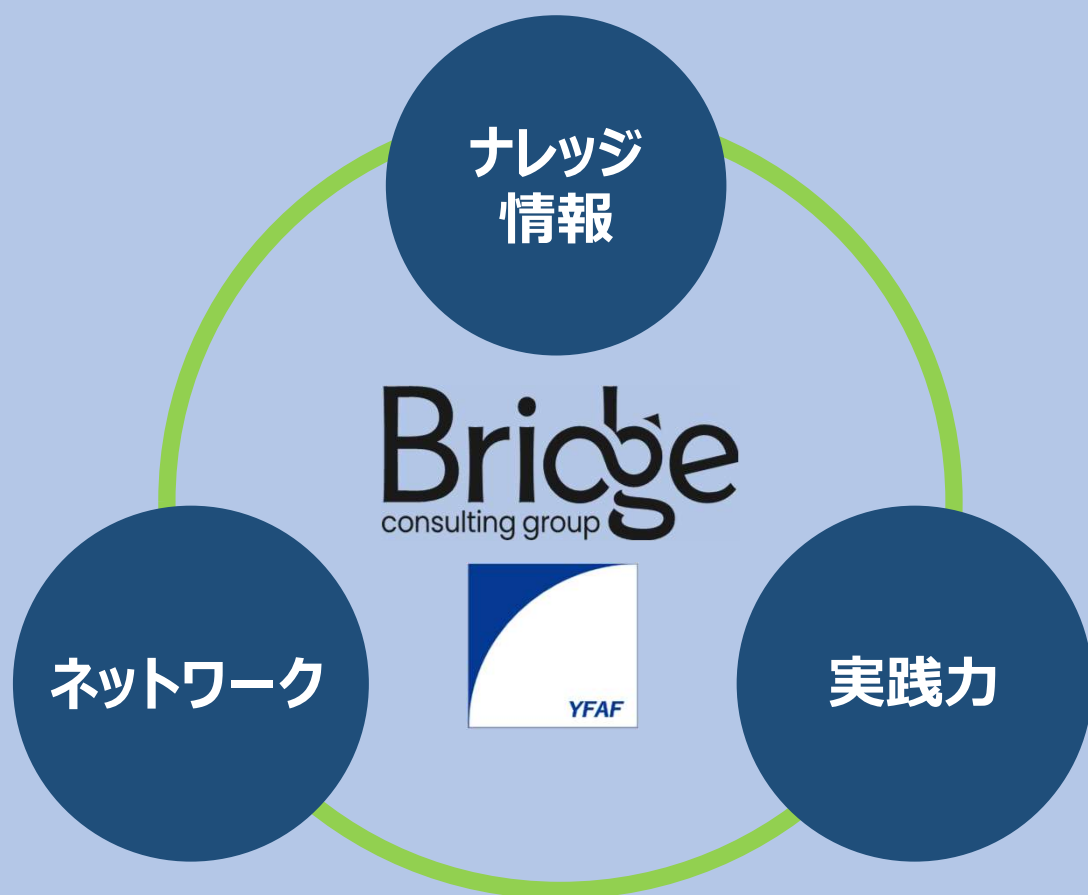 ナレッジ
情報
Bridge
consulting group
ネットワーク
YFAF
実践力